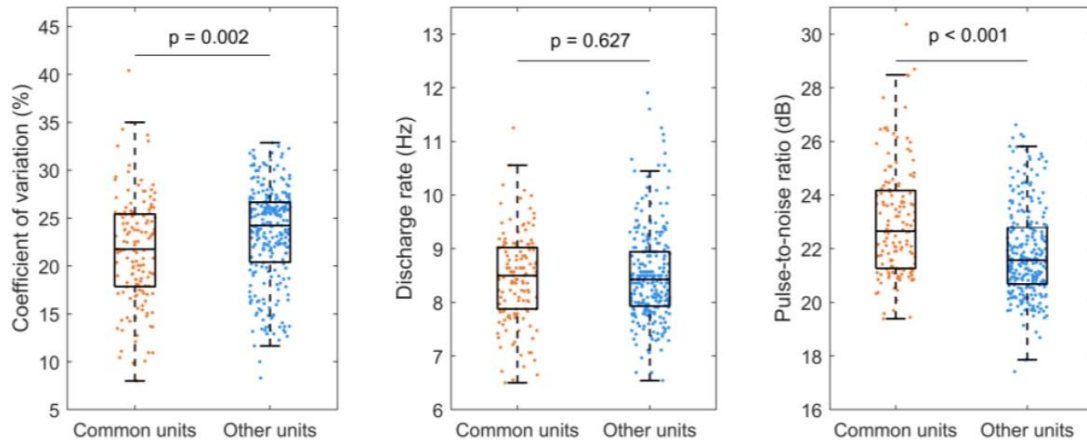 p = 0.002
Coefficient of variation (%)
45
40
35
30
25
20
15
10
5
Common units Other units
p = 0.627
Discharge rate (Hz)
13
12
11
10
9
8
7
6
Common units Other units
p < 0.001
Pulse-to-noise ratio (dB)
30
28
26
24
22
20
18
16
Common units Other units